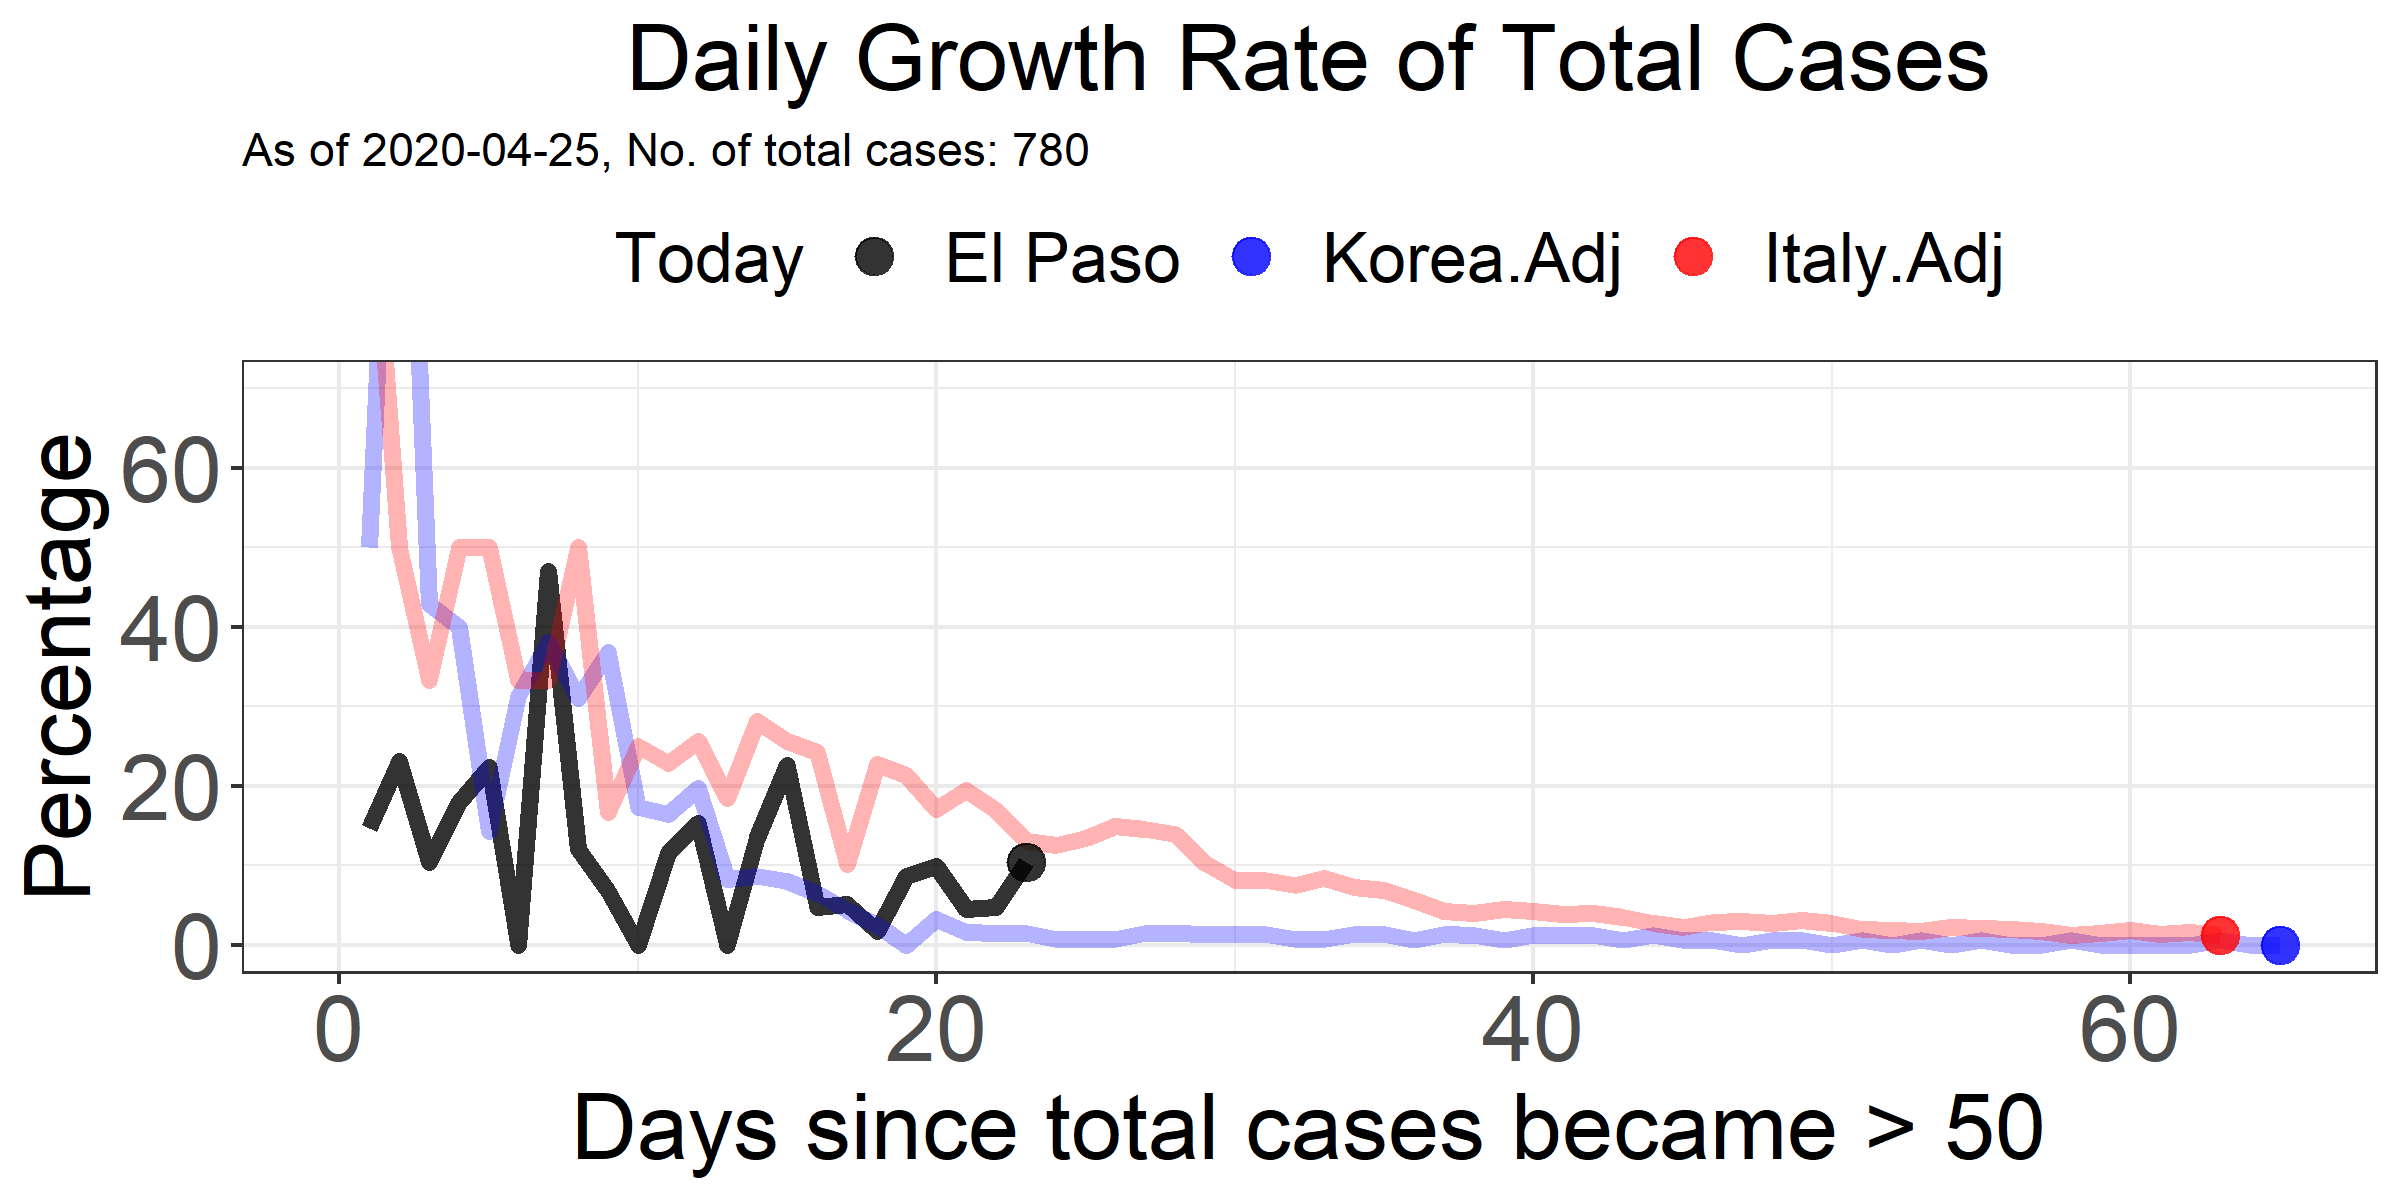 Daily Growth Rate of Total Cases
As of 2020-04-25, No. of total cases: 780
Today El Paso Korea.Adj Italy.Adj
Percentage
60
40
20
0
0 20 40 60
Days since total cases became > 50